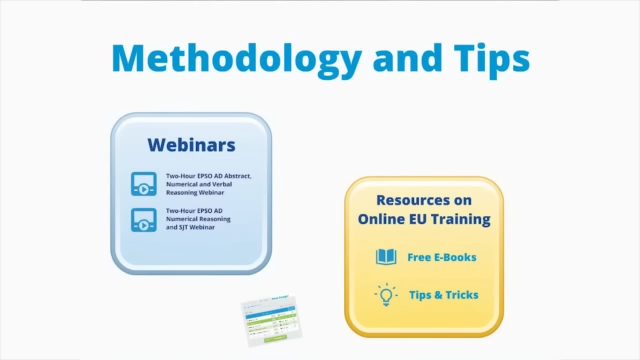 Methodology and Tips
Webinars
Two-Hour EPSO AD Abstract,
Numerical and Verbal
Reasoning Webinar
Two-Hour EPSO AD
Numerical Reasoning
and SJT Webinar
Resources on
Online EU Training
Free E-Books
Tips & Tricks